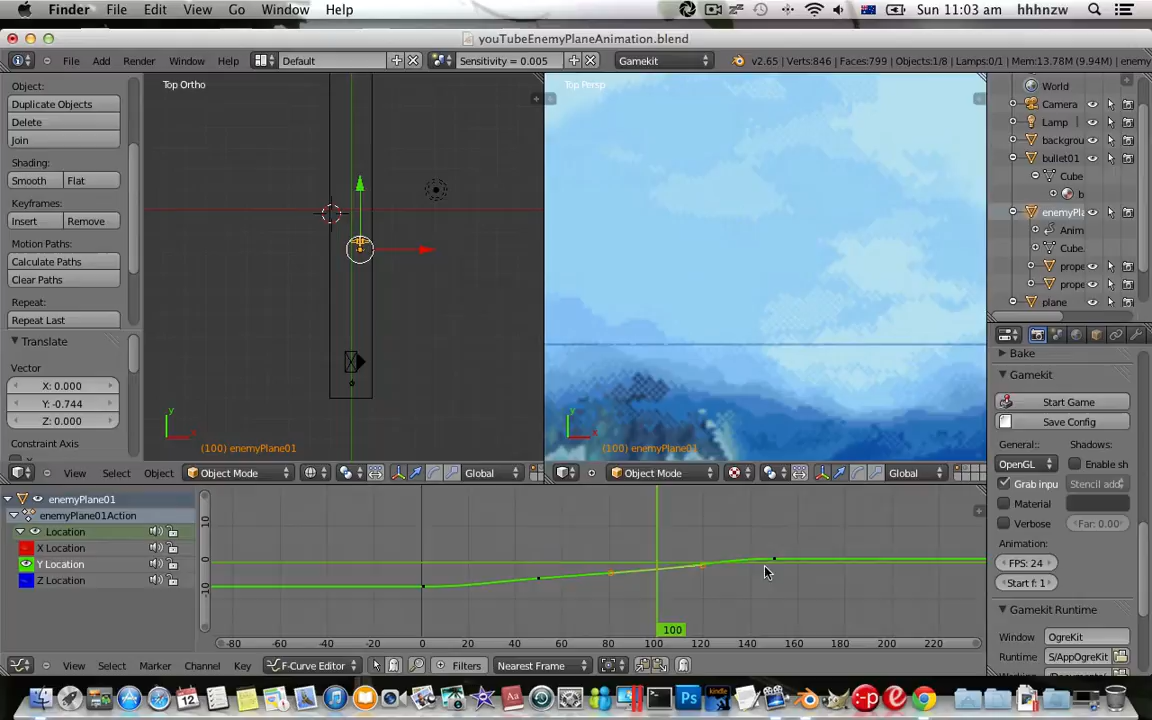 Finder File Edit View Go Window Help Sun 11:03 am hhhnzw
youTubeEnemyPlaneAnimation.blend
File Add Render Window Help Default Sensitivity = 0.005 Gamekit v2.65 | Verts:846 | Faces:799 | Objects:1/8 | Lamps:0/1 | Mem:13.78M (9.94M) | enemy
Object:
Duplicate Objects
Delete
Join
Shading:
Smooth Flat
Keyframes:
Insert Remove
Motion Paths:
Calculate Paths
Clear Paths
Repeat:
Repeat Last
Translate
Vector
X: 0.000
Y: -0.744
Z: 0.000
Constraint Axis
Top Ortho
y
x
(100) enemyPlane01
View Select Object Object Mode Global
Top Persp
y
x
(100) enemyPlane01
Object Mode Global
World
Camera
Lamp
backgrou
bullet01
Cube
b
enemyPla
Anim
Cube.
prope
prope
plane
Bake
Gamekit
Start Game
Save Config
General:: Shadows:
OpenGL Enable sh
Grab inpu Stencil add
Material
Verbose Far: 0.00
Animation:
FPS: 24
Start f: 1
Gamekit Runtime
Window OgreKit
Runtime S/AppOgreKit
enemyPlane01
enemyPlane01Action
Location
X Location
Y Location
Z Location
10
0
-10
100
-80 -60 -40 -20 0 20 40 60 80 100 120 140 160 180 200 220
View Select Marker Channel Key F-Curve Editor Filters Nearest Frame